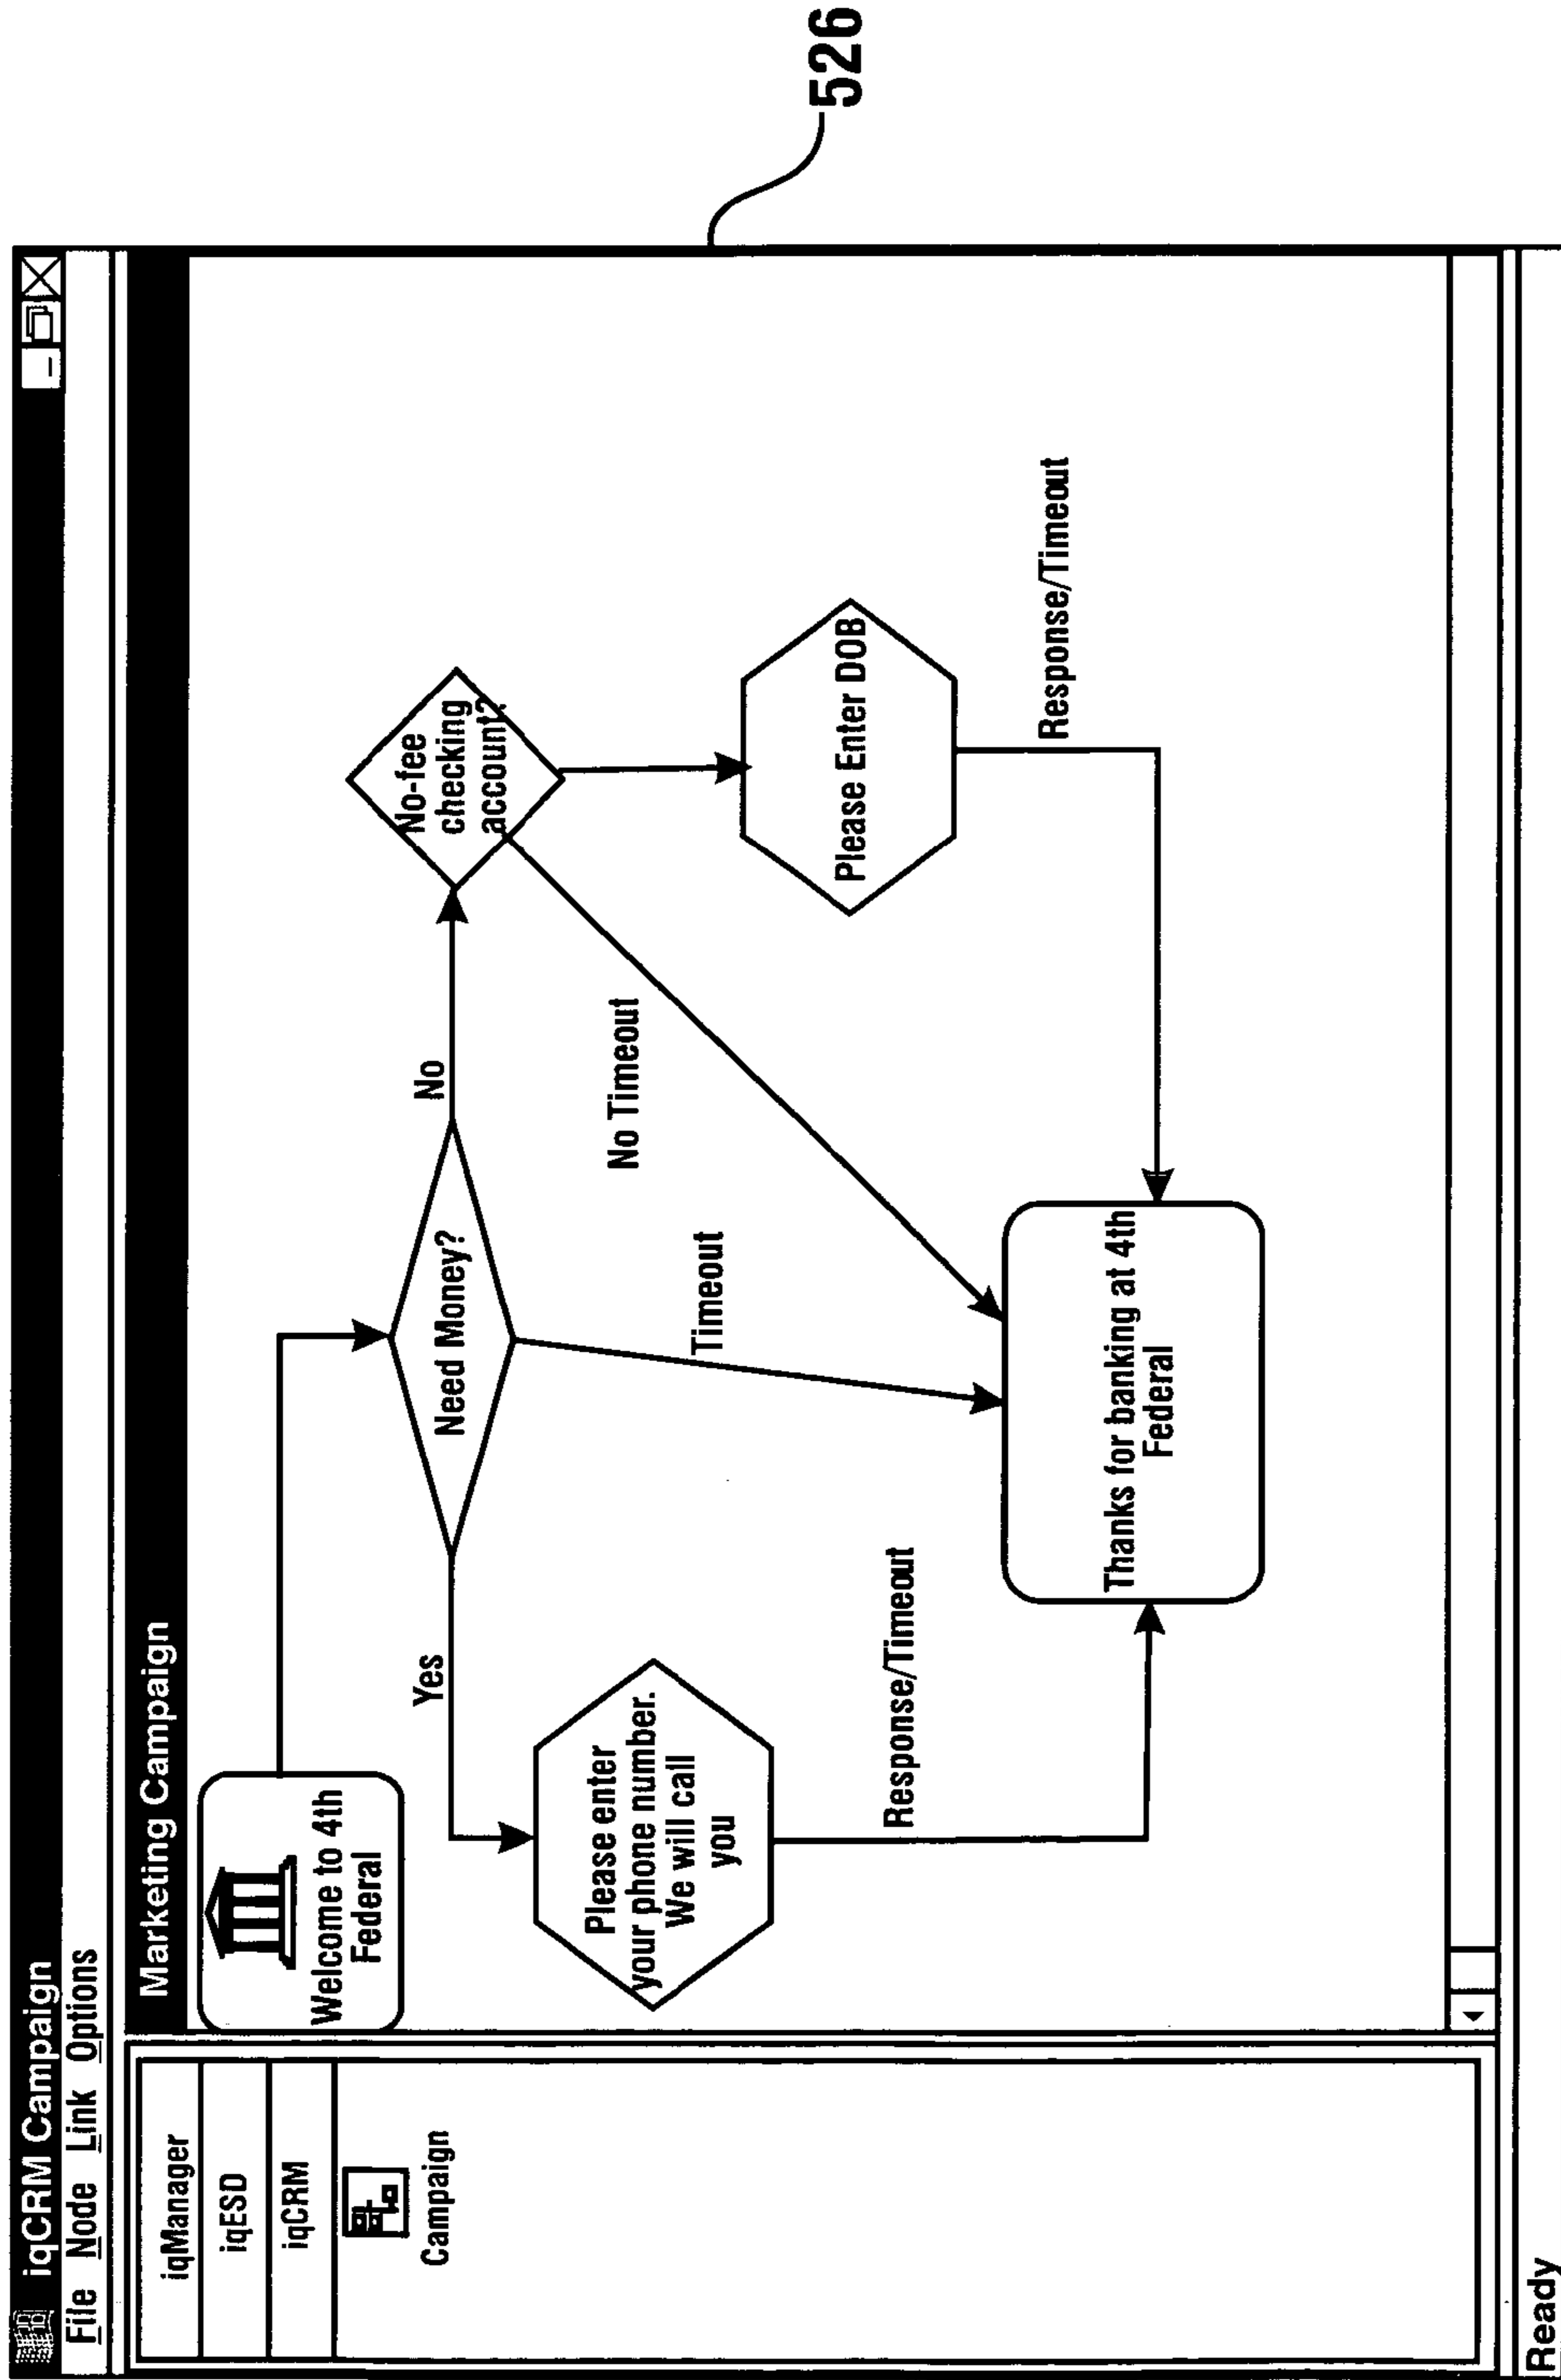 iqCRM Campaign
File Node Link Options
iqManager
iqESD
iqCRM
Campaign
Marketing Campaign
Welcome to 4th
Federal
Need Money?
Yes
No
No-fee
checking
account?
Please enter
your phone number.
We will call
you
No Timeout
Timeout
Please Enter DOB
Response/Timeout
Response/Timeout
Thanks for banking at 4th
Federal
Ready
526